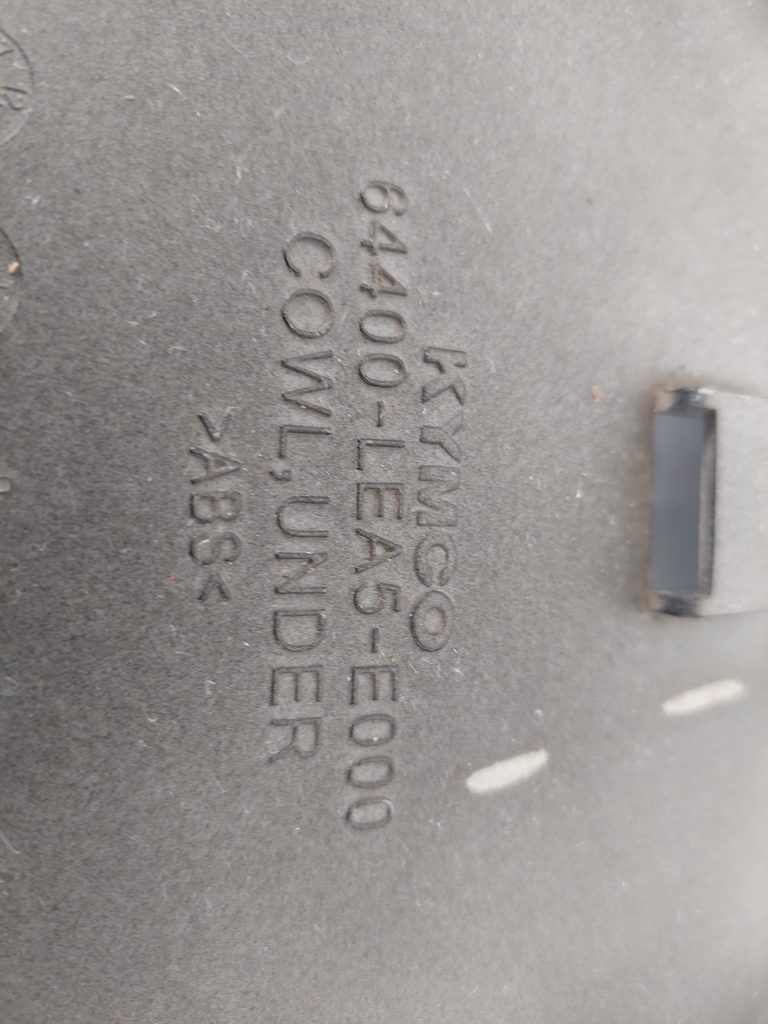 KYMCO
64400-LEA5-E000
COWL,UNDER
>ABS<